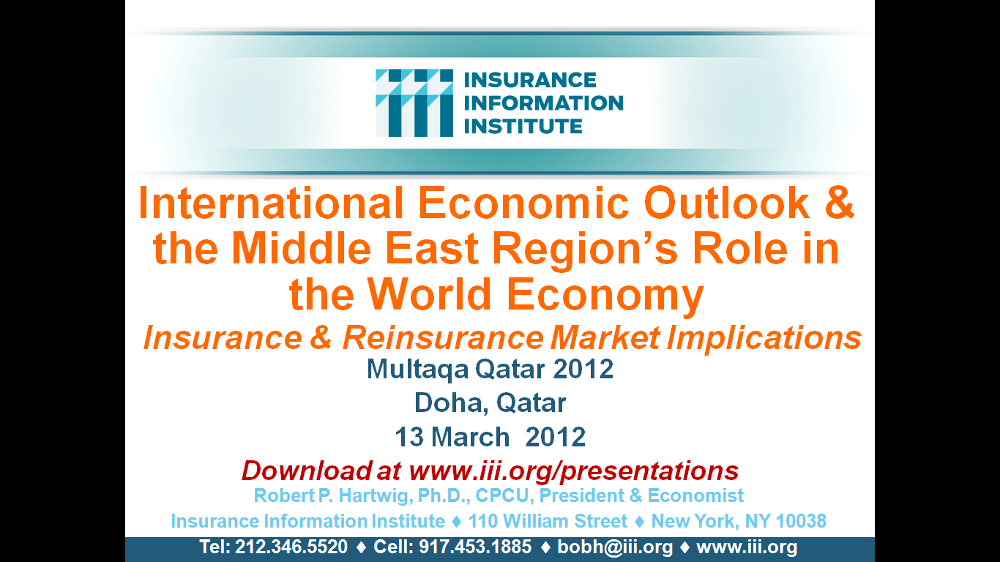 INSURANCE
INFORMATION
INSTITUTE
International Economic Outlook &
the Middle East Region’s Role in
the World Economy
Insurance & Reinsurance Market Implications
Multaqa Qatar 2012
Doha, Qatar
13 March 2012
Download at www.iii.org/presentations
Robert P. Hartwig, Ph.D., CPCU, President & Economist
Insurance Information Institute ♦ 110 William Street ♦ New York, NY 10038
Tel: 212.346.5520 ♦ Cell: 917.453.1885 ♦ bobh@iii.org ♦ www.iii.org